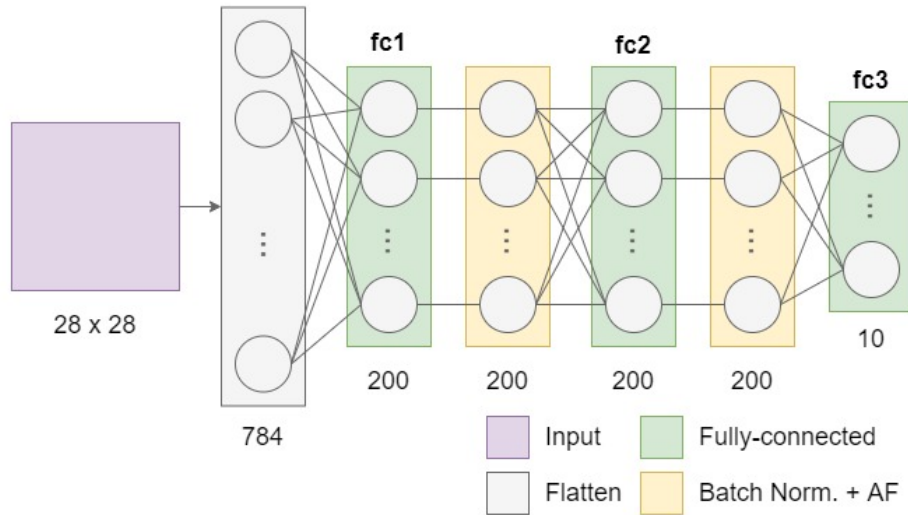 fc1
fc2
fc3
...
...
...
...
...
...
28 x 28
784
200
200
200
200
10
Input
Fully-connected
Flatten
Batch Norm. + AF